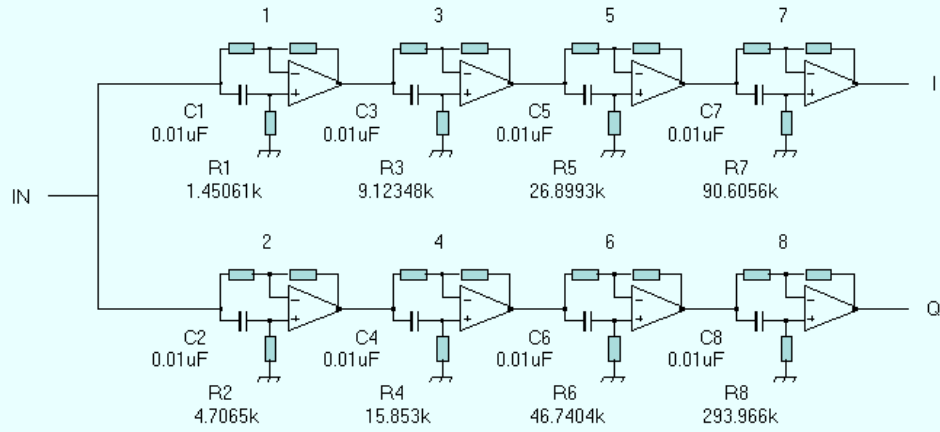 1 3 5 7
− − − −
+ + + +
I
C1 C3 C5 C7
0.01uF 0.01uF 0.01uF 0.01uF
R1 R3 R5 R7
1.45061k 9.12348k 26.8993k 90.6056k
IN
2 4 6 8
− − − −
+ + + +
Q
C2 C4 C6 C8
0.01uF 0.01uF 0.01uF 0.01uF
R2 R4 R6 R8
4.7065k 15.853k 46.7404k 293.966k